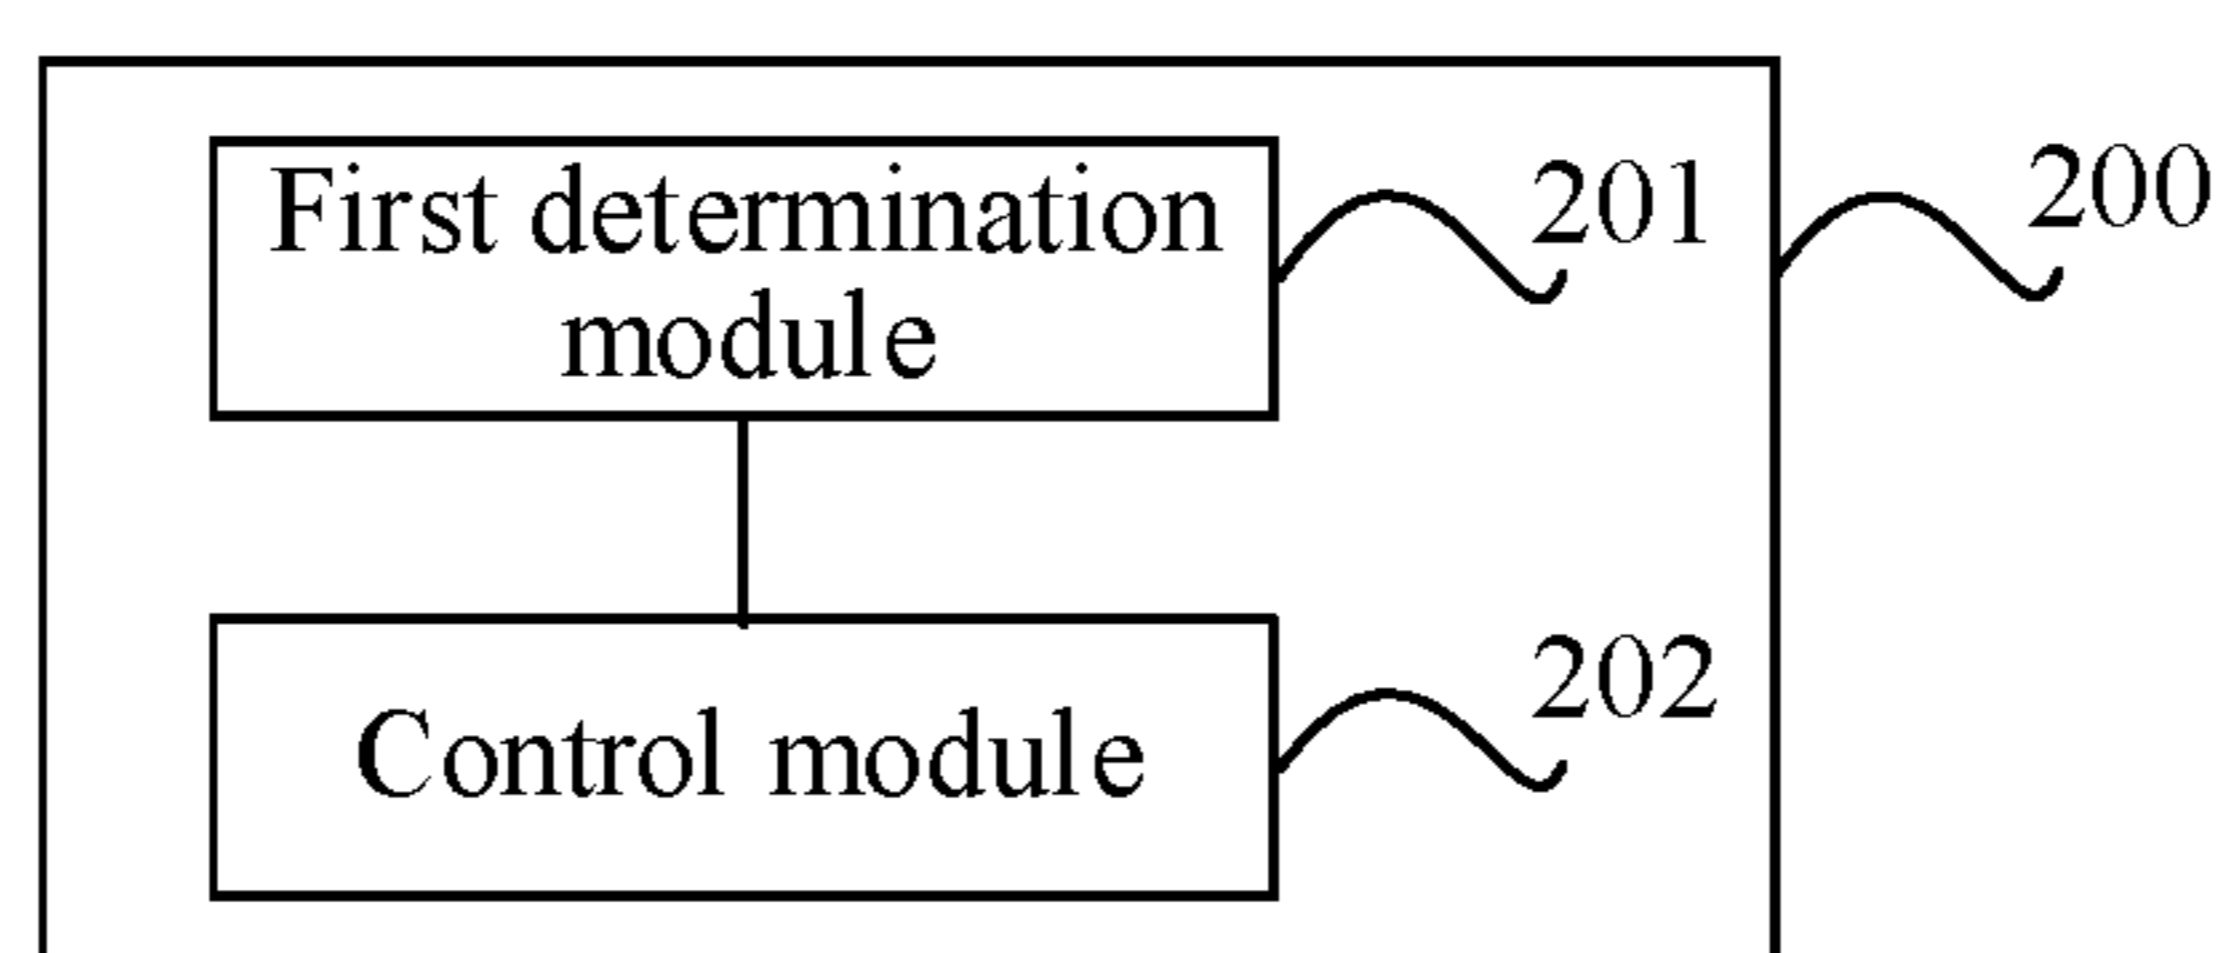 First determination
module
201
200
Control module
202